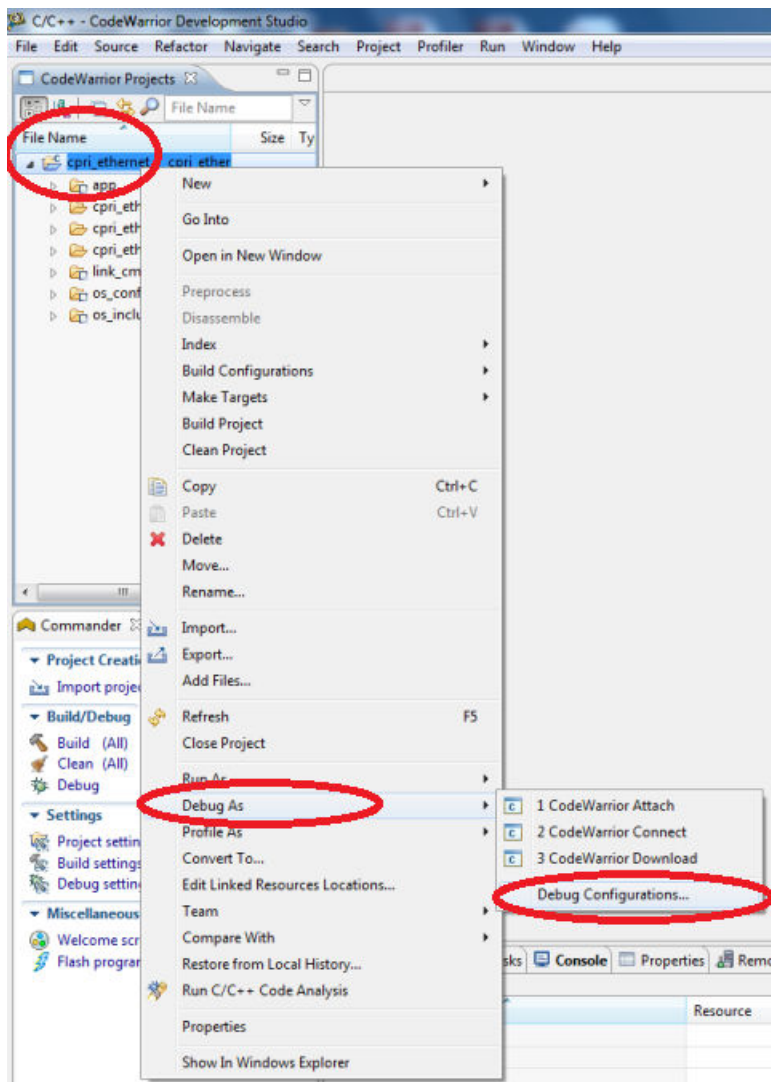 C/C++ - CodeWarrior Development Studio
File Edit Source Refactor Navigate Search Project Profiler Run Window Help
CodeWarrior Projects
File Name
File Name Size Ty
cpri_ethernet cpri_ether
app
cpri_eth
cpri_eth
cpri_eth
link_cm
os_conf
os_inclu
New
Go Into
Open in New Window
Preprocess
Disassemble
Index
Build Configurations
Make Targets
Build Project
Clean Project
Copy Ctrl+C
Paste Ctrl+V
Delete
Move...
Rename...
Import...
Export...
Add Files...
Refresh F5
Close Project
Run As
Debug As
Profile As
Convert To...
Edit Linked Resources Locations...
Team
Compare With
Restore from Local History...
Run C/C++ Code Analysis
Properties
Show In Windows Explorer
1 CodeWarrior Attach
2 CodeWarrior Connect
3 CodeWarrior Download
Debug Configurations...
Commander
Project Creati
Import projec
Build/Debug
Build (All)
Clean (All)
Debug
Settings
Project settin
Build settings
Debug settin
Miscellaneous
Welcome scr
Flash program
sks Console Properties Remo
Resource